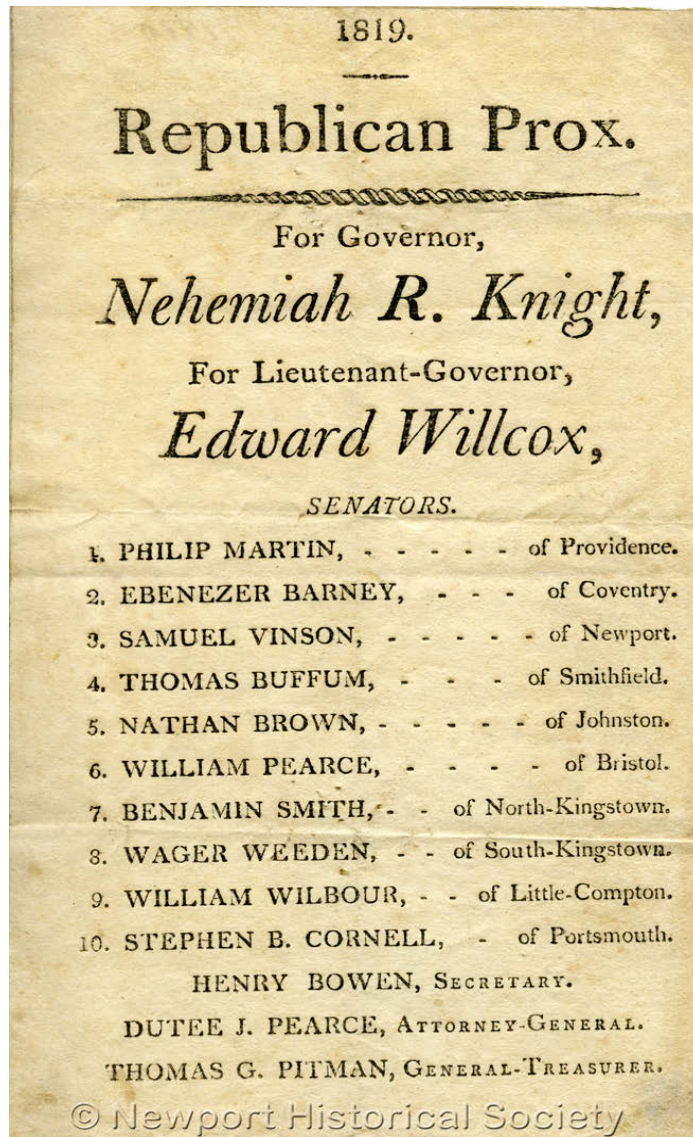 1819.
Republican Prox.
For Governor,
Nehemiah R. Knight,
For Lieutenant-Governor,
Edward Willcox,
SENATORS.
1. PHILIP MARTIN, - - - - - of Providence.
2. EBENEZER BARNEY, - - - of Coventry.
3. SAMUEL VINSON, - - - - - of Newport.
4. THOMAS BUFFUM, - - - of Smithfield.
5. NATHAN BROWN, - - - - - of Johnston.
6. WILLIAM PEARCE, - - - - of Bristol.
7. BENJAMIN SMITH, - - of North-Kingstown.
8. WAGER WEEDEN, - - of South-Kingstown.
9. WILLIAM WILBOUR, - - of Little-Compton.
10. STEPHEN B. CORNELL, - of Portsmouth.
HENRY BOWEN, SECRETARY.
DUTEE J. PEARCE, ATTORNEY-GENERAL.
THOMAS G. PITMAN, GENERAL-TREASURER.
© Newport Historical Society